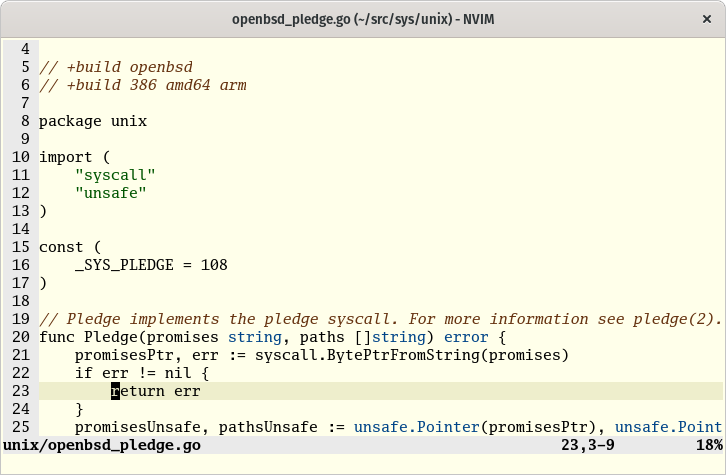 openbsd_pledge.go (~/src/sys/unix) - NVIM
4
5 // +build openbsd
6 // +build 386 amd64 arm
7
8 package unix
9
10 import (
11     "syscall"
12     "unsafe"
13 )
14
15 const (
16     _SYS_PLEDGE = 108
17 )
18
19 // Pledge implements the pledge syscall. For more information see pledge(2).
20 func Pledge(promises string, paths []string) error {
21     promisesPtr, err := syscall.BytePtrFromString(promises)
22     if err != nil {
23         return err
24     }
25     promisesUnsafe, pathsUnsafe := unsafe.Pointer(promisesPtr), unsafe.Point
unix/openbsd_pledge.go 23,3-9 18%